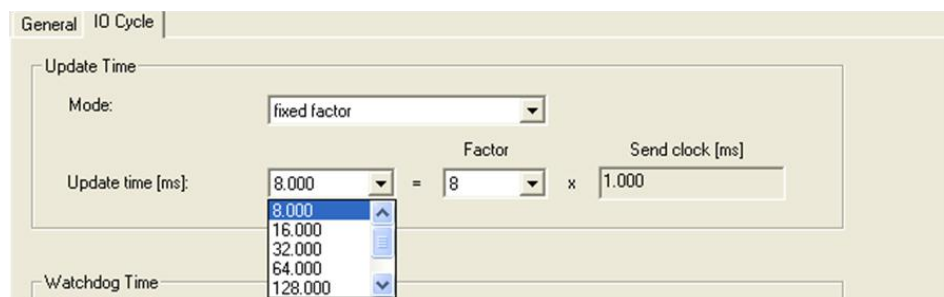 General IO Cycle
Update Time
Mode: fixed factor
Factor Send clock [ms]
Update time [ms]: 8.000 = 8 x 1.000
8.000
16.000
32.000
64.000
128.000
Watchdog Time